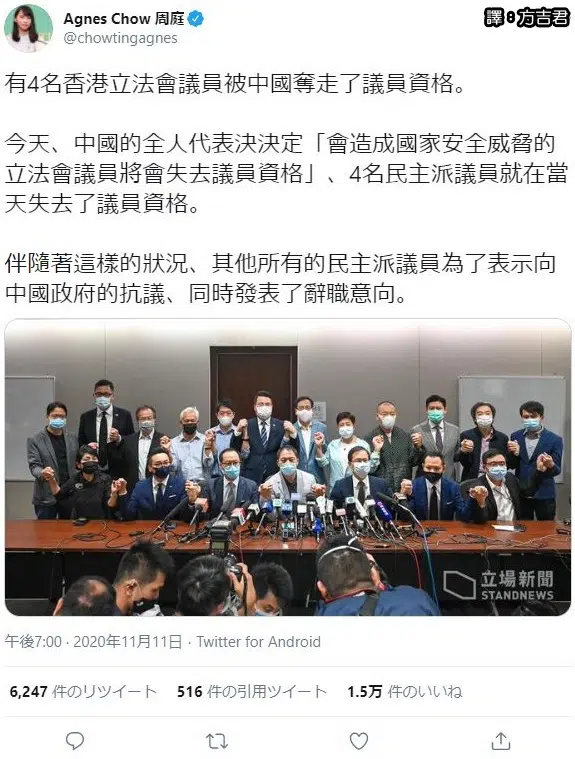 Agnes Chow 周庭
譯：方吉君
@chowtingagnes
有4名香港立法會議員被中國奪走了議員資格。
今天、中國的全人代表決決定「會造成國家安全威脅的
立法會議員將會失去議員資格」、4名民主派議員就在當
天失去了議員資格。
伴隨著這樣的狀況、其他所有的民主派議員為了表示向
中國政府的抗議、同時發表了辭職意向。
立場新聞
STANDNEWS
午後7:00 · 2020年11月11日 · Twitter for Android
6,247 件のリツイート 516 件の引用ツイート 1.5万 件のいいね